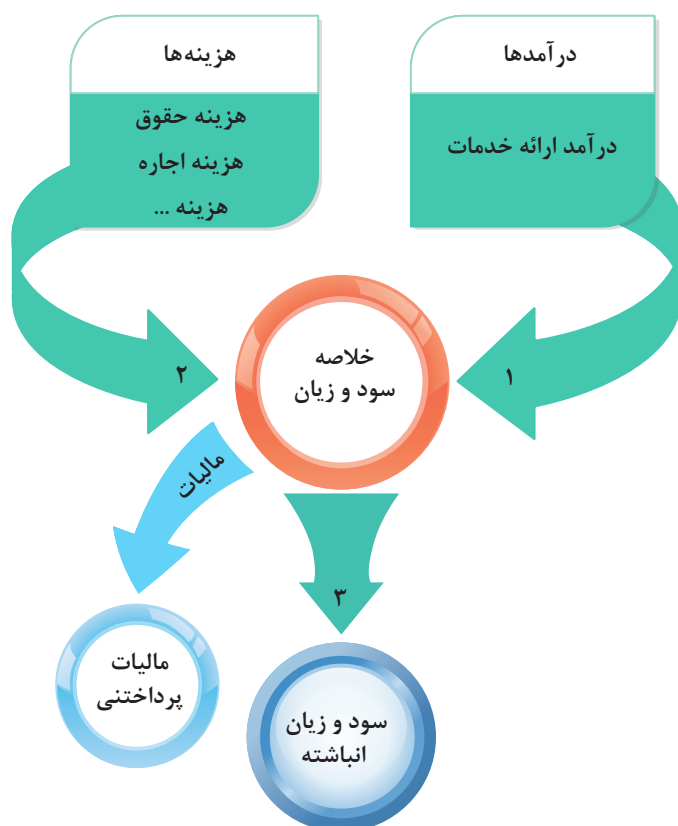 درآمدها
درآمد ارائه خدمات
هزینه‌ها
هزینه حقوق
هزینه اجاره
هزینه ...
۱
۲
خلاصه
سود و زیان
مالیات
۳
مالیات
پرداختنی
سود و زیان
انباشته